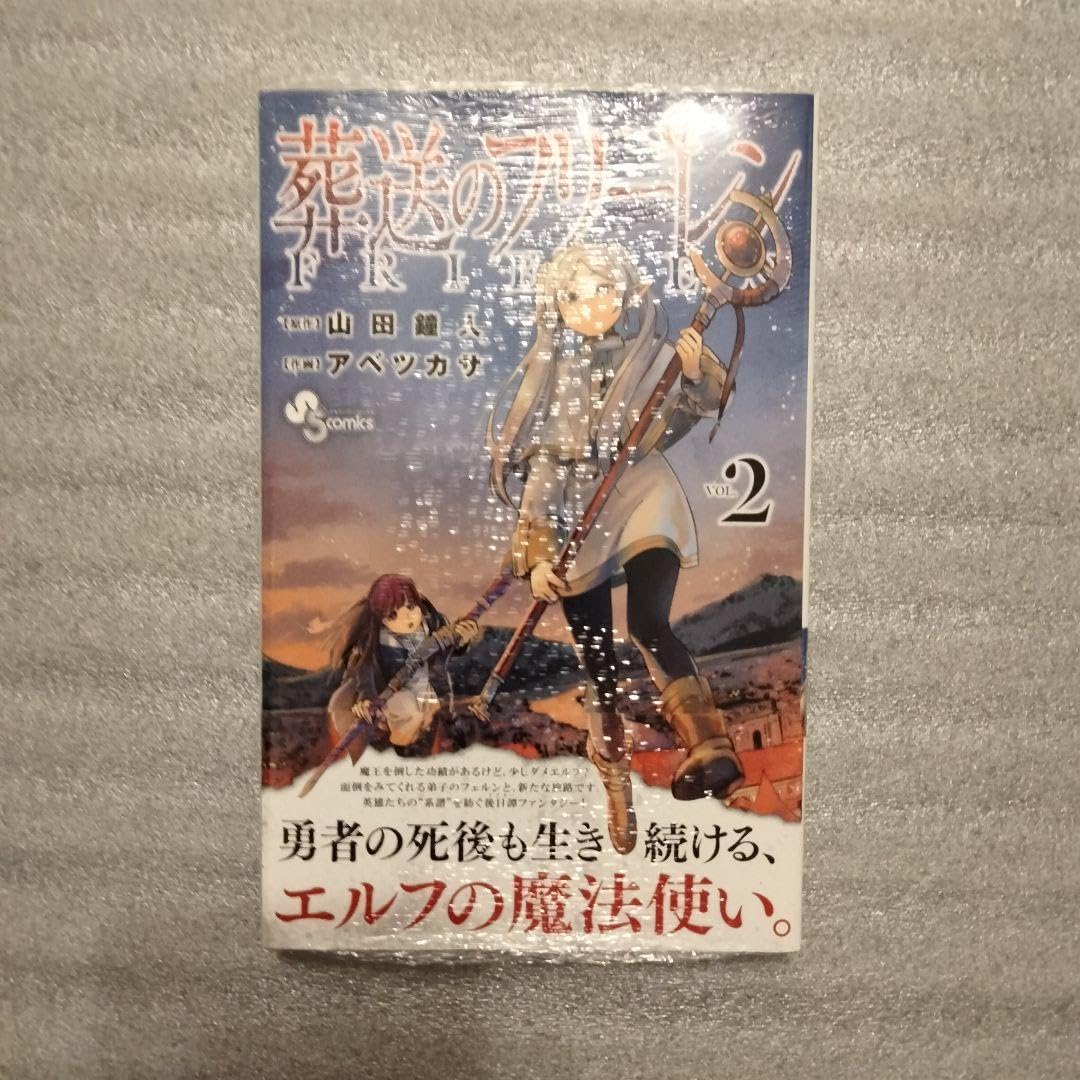 葬送のフリーレン
FRIEREN
【原作】山田鐘人
【作画】アベツカサ
S5comics
VOL.2
魔王を倒した功績があるけど、少しダメエルフ?
面倒をみてくれる弟子のフェルンと、新たな旅路です。
英雄たちの“系譜”を紡ぐ後日譚ファンタジー!
勇者の死後も生き続ける、
エルフの魔法使い。